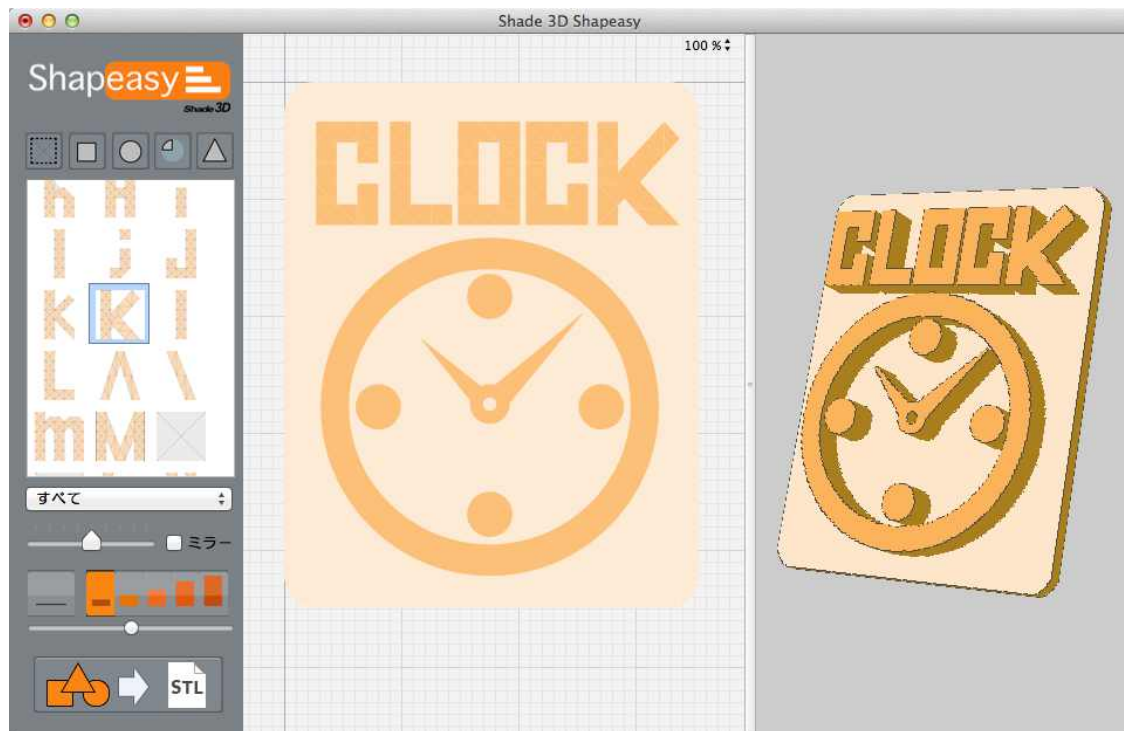 Shade 3D Shapeasy
100 %
Shapeasy
Shade3D
h H i
I j J
k K l
L Λ \
m M
すべて
ミラー
STL
CLOCK
CLOCK